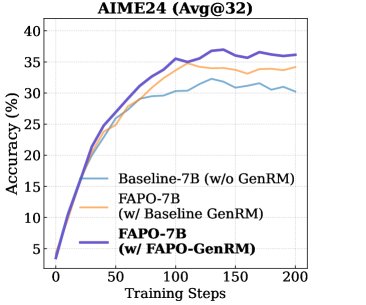 AIME24 (Avg@32)
Accuracy (%)
40
35
30
25
20
15
10
5
Baseline-7B (w/o GenRM)
FAPO-7B
(w/ Baseline GenRM)
FAPO-7B
(w/ FAPO-GenRM)
0 50 100 150 200
Training Steps